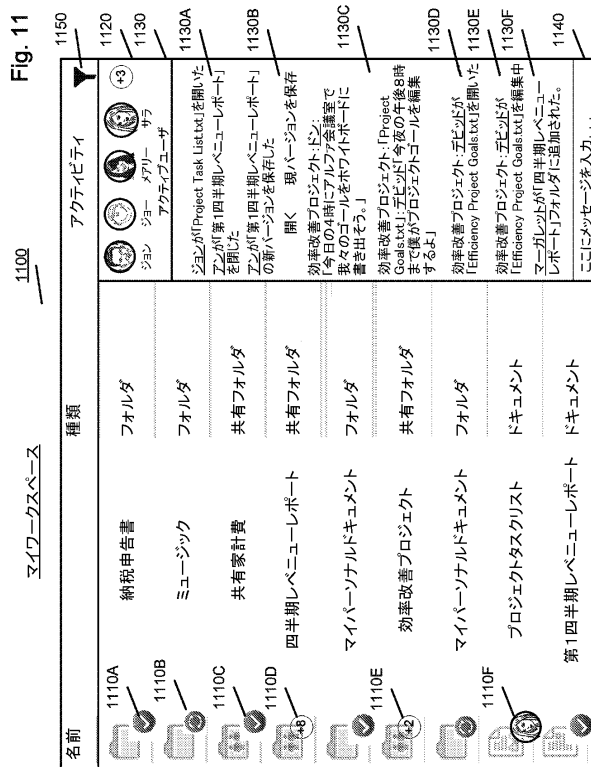 Fig. 11
1100
マイワークスペース
名前
種類
アクティビティ
1150
1110A
納税申告書
フォルダ
1110B
ミュージック
フォルダ
1110C
共有家計費
共有フォルダ
1110D
+8
四半期レベニューレポート
共有フォルダ
マイパーソナルドキュメント
フォルダ
1110E
+2
効率改善プロジェクト
共有フォルダ
マイパーソナルドキュメント
フォルダ
1110F
プロジェクトタスクリスト
ドキュメント
第1四半期レベニューレポート
ドキュメント
ジョン
ジョー
メアリー
サラ
+3
1120
アクティブユーザ
1130
ジョンが「Project Task List.txt」を開いた
1130A
アンが「第1四半期レベニューレポート」
を閉じた
アンが「第1四半期レベニューレポート」
の新バージョンを保存した
1130B
開く 現バージョンを保存
効率改善プロジェクト:ドン:
「今日の4時にアルファ会議室で
我々のゴールをホワイトボードに
書き出そう。」
1130C
効率改善プロジェクト:「Project
Goals.txt」:デビッド「今夜の午後8時
まで僕がプロジェクトゴールを編集
するよ」
効率改善プロジェクト:デビッドが
「Efficiency Project Goals.txt」を開いた
1130D
効率改善プロジェクト:デビッドが
「Efficiency Project Goals.txt」を編集中
1130E
マーガレットが「四半期レベニュー
レポート」フォルダに追加された。
1130F
ここにメッセージを入力...
1140